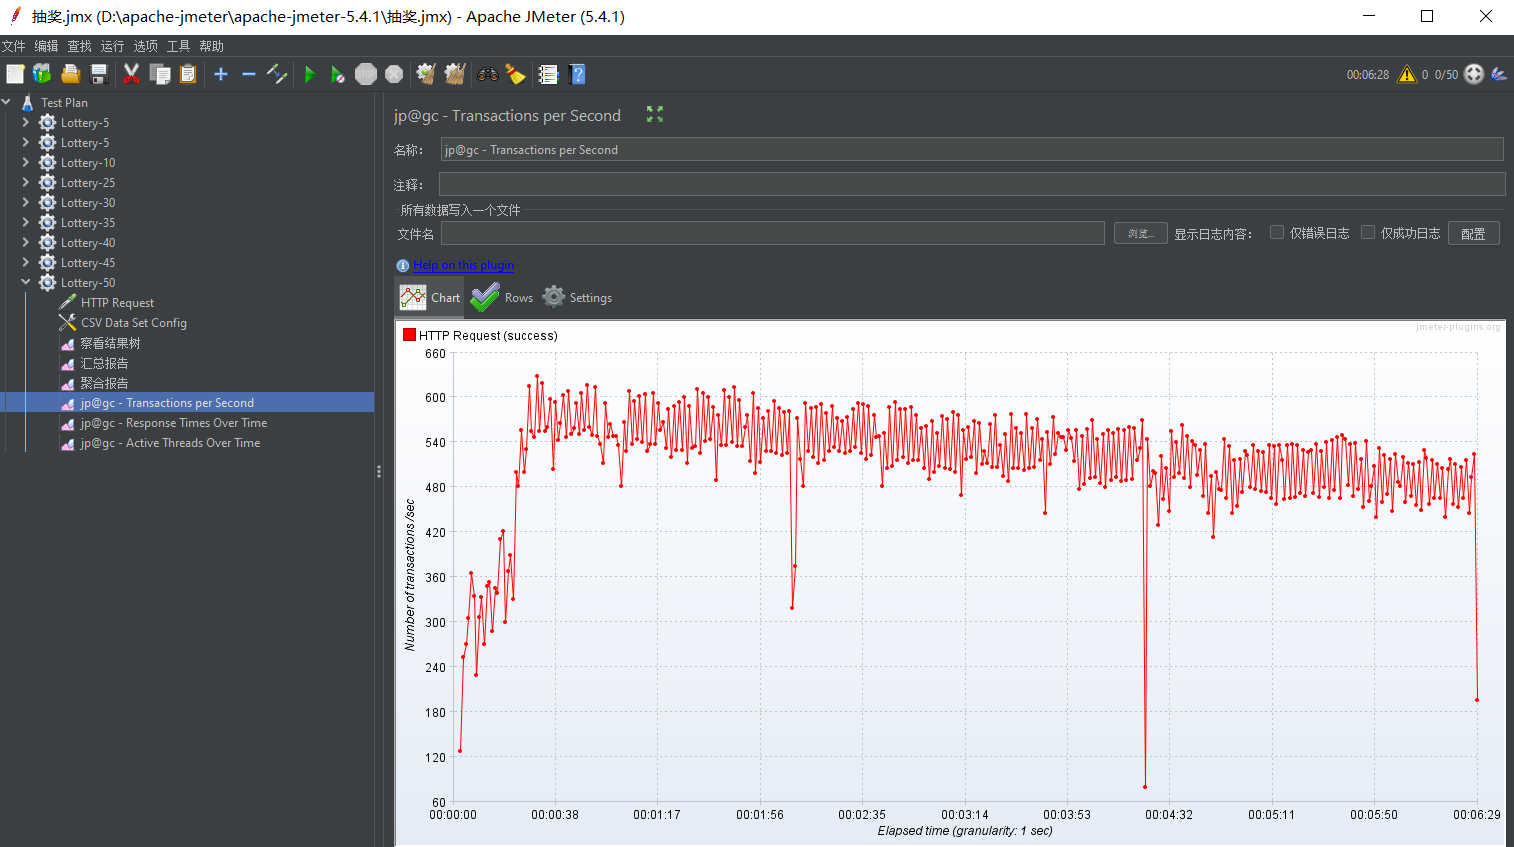 抽奖.jmx (D:\apache-jmeter\apache-jmeter-5.4.1\抽奖.jmx) - Apache JMeter (5.4.1)
文件 编辑 查找 运行 选项 工具 帮助
STOP
00:06:28 0 0/50
Test Plan
Lottery-5
Lottery-5
Lottery-10
Lottery-25
Lottery-30
Lottery-35
Lottery-40
Lottery-45
Lottery-50
HTTP Request
CSV Data Set Config
察看结果树
汇总报告
聚合报告
jp@gc - Transactions per Second
jp@gc - Response Times Over Time
jp@gc - Active Threads Over Time
jp@gc - Transactions per Second
名称： jp@gc - Transactions per Second
注释：
所有数据写入一个文件
文件名 浏览... 显示日志内容： 仅错误日志 仅成功日志 配置
Help on this plugin
Chart Rows Settings
jmeter-plugins.org
HTTP Request (success)
660
600
540
480
420
360
300
240
180
120
60
Number of transactions /sec
00:00:00 00:00:38 00:01:17 00:01:56 00:02:35 00:03:14 00:03:53 00:04:32 00:05:11 00:05:50 00:06:29
Elapsed time (granularity: 1 sec)